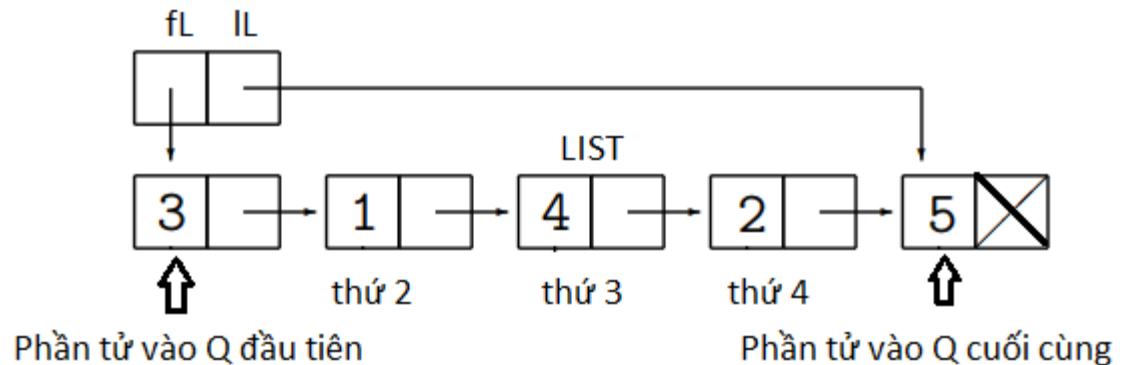 fL lL
LIST
3 1 4 2 5
thứ 2 thứ 3 thứ 4
Phần tử vào Q đầu tiên Phần tử vào Q cuối cùng